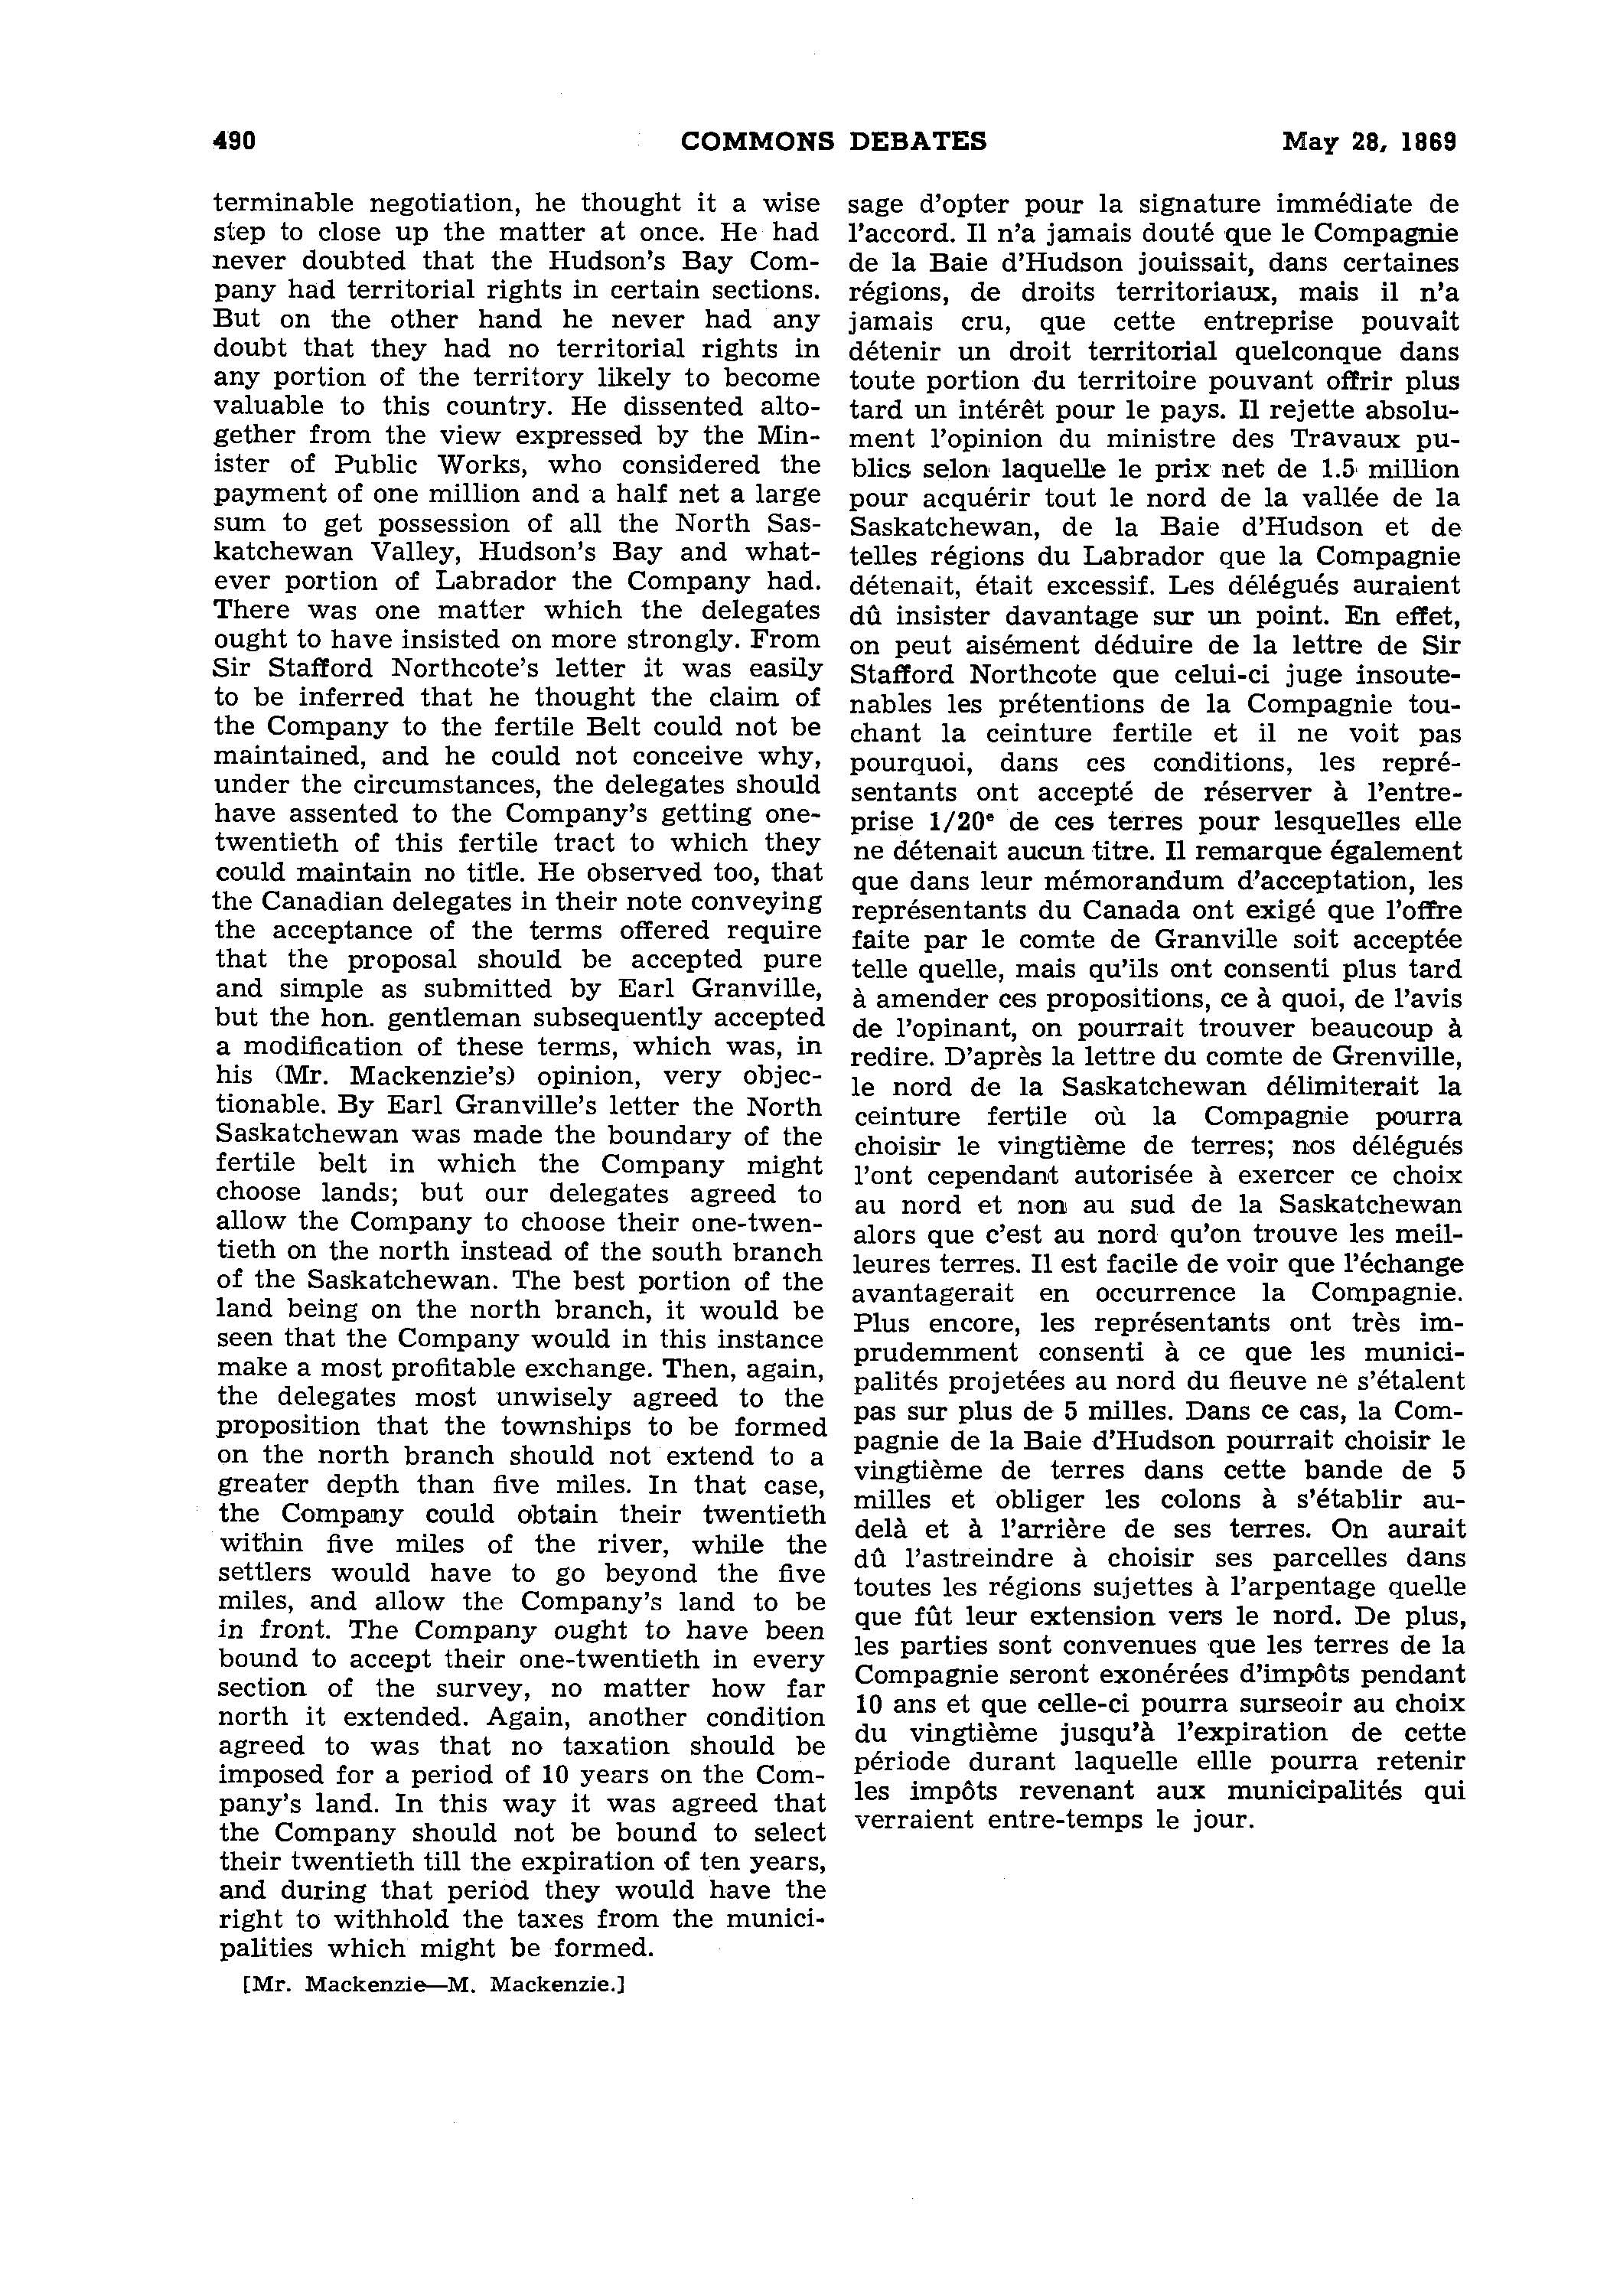 490
COMMONS DEBATES
May 28, 1869
terminable negotiation, he thought it a wise
step to close up the matter at once. He had
never doubted that the Hudson's Bay Com-
pany had territorial rights in certain sections.
But on the other hand he never had any
doubt that they had no territorial rights in
any portion of the territory likely to become
valuable to this country. He dissented alto-
gether from the view expressed by the Min-
ister of Public Works, who considered the
payment of one million and a half net a large
sum to get possession of all the North Sas-
katchewan Valley, Hudson's Bay and what-
ever portion of Labrador the Company had.
There was one matter which the delegates
ought to have insisted on more strongly. From
Sir Stafford Northcote's letter it was easily
to be inferred that he thought the claim of
the Company to the fertile Belt could not be
maintained, and he could not conceive why,
under the circumstances, the delegates should
have assented to the Company's getting one-
twentieth of this fertile tract to which they
could maintain no title. He observed too, that
the Canadian delegates in their note conveying
the acceptance of the terms offered require
that the proposal should be accepted pure
and simple as submitted by Earl Granville,
but the hon. gentleman subsequently accepted
a modification of these terms, which was, in
his (Mr. Mackenzie's) opinion, very objec-
tionable. By Earl Granville's letter the North
Saskatchewan was made the boundary of the
fertile belt in which the Company might
choose lands; but our delegates agreed to
allow the Company to choose their one-twen-
tieth on the north instead of the south branch
of the Saskatchewan. The best portion of the
land being on the north branch, it would be
seen that the Company would in this instance
make a most profitable exchange. Then, again,
the delegates most unwisely agreed to the
proposition that the townships to be formed
on the north branch should not extend to a
greater depth than five miles. In that case,
the Company could obtain their twentieth
within five miles of the river, while the
settlers would have to go beyond the five
miles, and allow the Company's land to be
in front. The Company ought to have been
bound to accept their one-twentieth in every
section of the survey, no matter how far
north it extended. Again, another condition
agreed to was that no taxation should be
imposed for a period of 10 years on the Com-
pany's land. In this way it was agreed that
the Company should not be bound to select
their twentieth till the expiration of ten years,
and during that period they would have the
right to withhold the taxes from the munici-
palities which might be formed.
[Mr. Mackenzie—M. Mackenzie.]
sage d'opter pour la signature immédiate de
l'accord. Il n'a jamais douté que le Compagnie
de la Baie d'Hudson jouissait, dans certaines
régions, de droits territoriaux, mais il n'a
jamais cru, que cette entreprise pouvait
détenir un droit territorial quelconque dans
toute portion du territoire pouvant offrir plus
tard un intérêt pour le pays. Il rejette absolu-
ment l'opinion du ministre des Travaux pu-
blics selon laquelle le prix net de 1.5 million
pour acquérir tout le nord de la vallée de la
Saskatchewan, de la Baie d'Hudson et de
telles régions du Labrador que la Compagnie
détenait, était excessif. Les délégués auraient
dû insister davantage sur un point. En effet,
on peut aisément déduire de la lettre de Sir
Stafford Northcote que celui-ci juge insoute-
nables les prétentions de la Compagnie tou-
chant la ceinture fertile et il ne voit pas
pourquoi, dans ces conditions, les repré-
sentants ont accepté de réserver à l'entre-
prise 1/20e de ces terres pour lesquelles elle
ne détenait aucun titre. Il remarque également
que dans leur mémorandum d'acceptation, les
représentants du Canada ont exigé que l'offre
faite par le comte de Granville soit acceptée
telle quelle, mais qu'ils ont consenti plus tard
à amender ces propositions, ce à quoi, de l'avis
de l'opinant, on pourrait trouver beaucoup à
redire. D'après la lettre du comte de Grenville,
le nord de la Saskatchewan délimiterait la
ceinture fertile où la Compagnie pourra
choisir le vingtième de terres; nos délégués
l'ont cependant autorisée à exercer ce choix
au nord et non au sud de la Saskatchewan
alors que c'est au nord qu'on trouve les meil-
leures terres. Il est facile de voir que l'échange
avantagerait en occurrence la Compagnie.
Plus encore, les représentants ont très im-
prudemment consenti à ce que les munici-
palités projetées au nord du fleuve ne s'étalent
pas sur plus de 5 milles. Dans ce cas, la Com-
pagnie de la Baie d'Hudson pourrait choisir le
vingtième de terres dans cette bande de 5
milles et obliger les colons à s'établir au-
delà et à l'arrière de ses terres. On aurait
dû l'astreindre à choisir ses parcelles dans
toutes les régions sujettes à l'arpentage quelle
que fût leur extension vers le nord. De plus,
les parties sont convenues que les terres de la
Compagnie seront exonérées d'impôts pendant
10 ans et que celle-ci pourra surseoir au choix
du vingtième jusqu'à l'expiration de cette
période durant laquelle ellle pourra retenir
les impôts revenant aux municipalités qui
verraient entre-temps le jour.